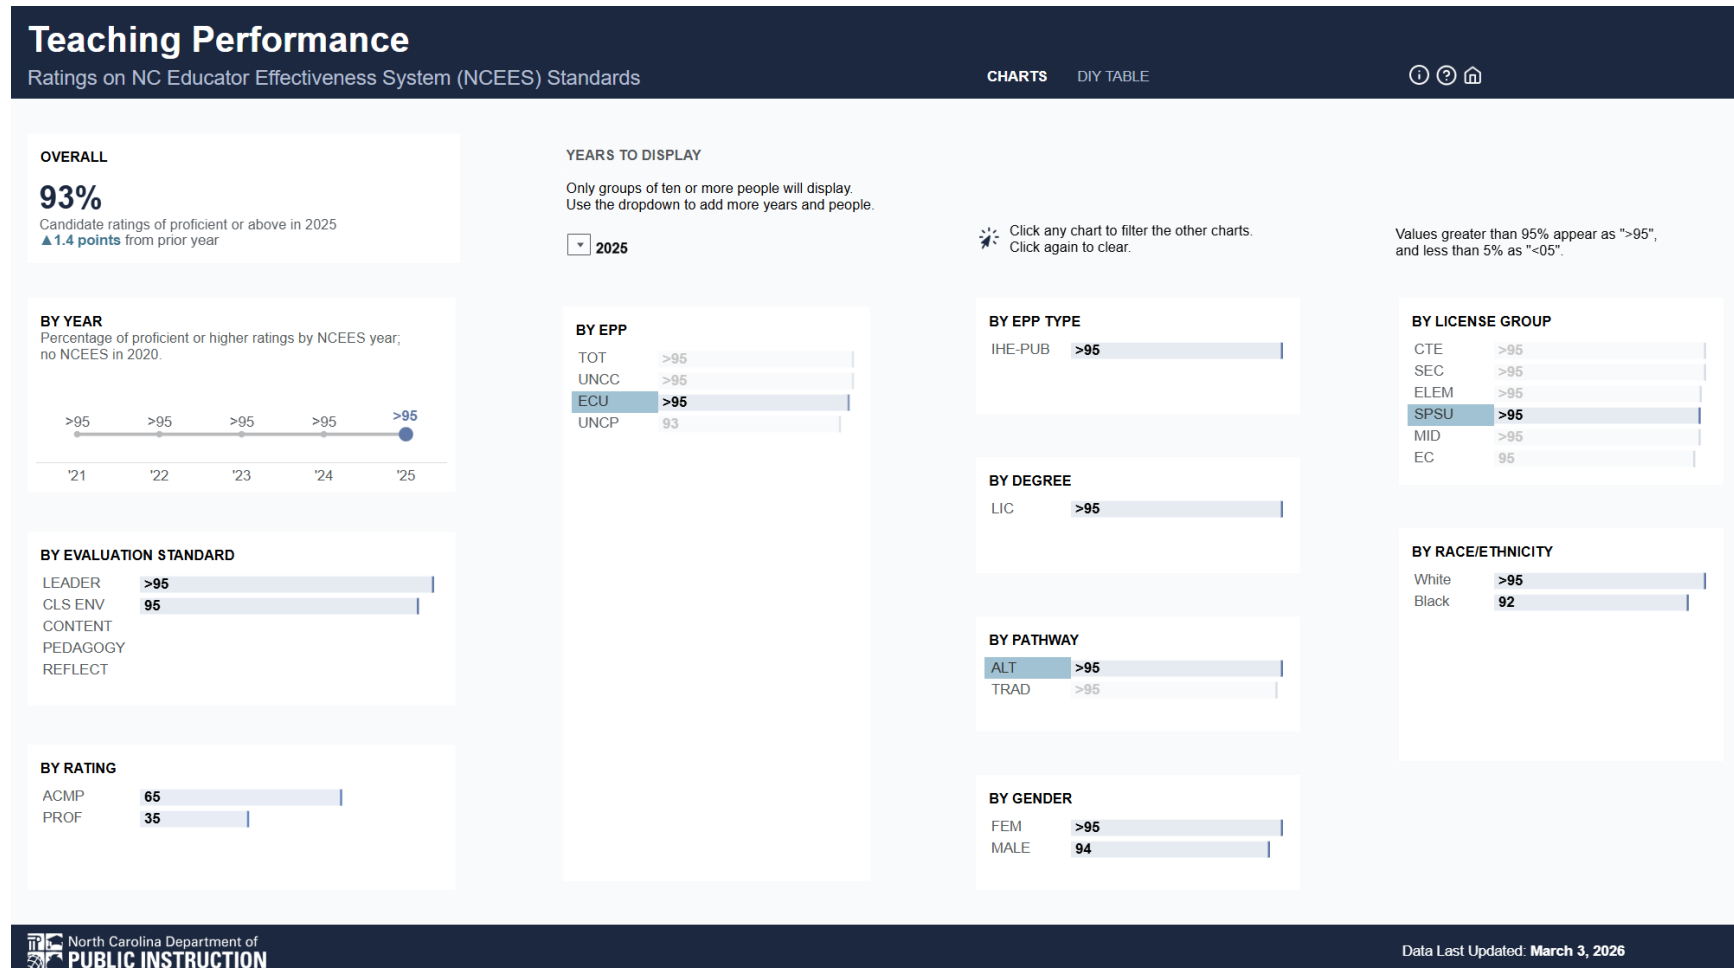 Teaching Performance
Ratings on NC Educator Effectiveness System (NCEES) Standards
CHARTS
DIY TABLE
OVERALL
93%
Candidate ratings of proficient or above in 2025
▲1.4 points from prior year
YEARS TO DISPLAY
Only groups of ten or more people will display.
Use the dropdown to add more years and people.
2025
Click any chart to filter the other charts.
Click again to clear.
Values greater than 95% appear as ">95",
and less than 5% as "<05".
BY YEAR
Percentage of proficient or higher ratings by NCEES year;
no NCEES in 2020.
>95 >95 >95 >95 >95
'21 '22 '23 '24 '25
BY EVALUATION STANDARD
LEADER >95
CLS ENV 95
CONTENT
PEDAGOGY
REFLECT
BY RATING
ACMP 65
PROF 35
BY EPP
TOT >95
UNCC >95
ECU >95
UNCP 93
BY EPP TYPE
IHE-PUB >95
BY DEGREE
LIC >95
BY PATHWAY
ALT >95
TRAD >95
BY GENDER
FEM >95
MALE 94
BY LICENSE GROUP
CTE >95
SEC >95
ELEM >95
SPSU >95
MID >95
EC 95
BY RACE/ETHNICITY
White >95
Black 92
North Carolina Department of
PUBLIC INSTRUCTION
Data Last Updated: March 3, 2026